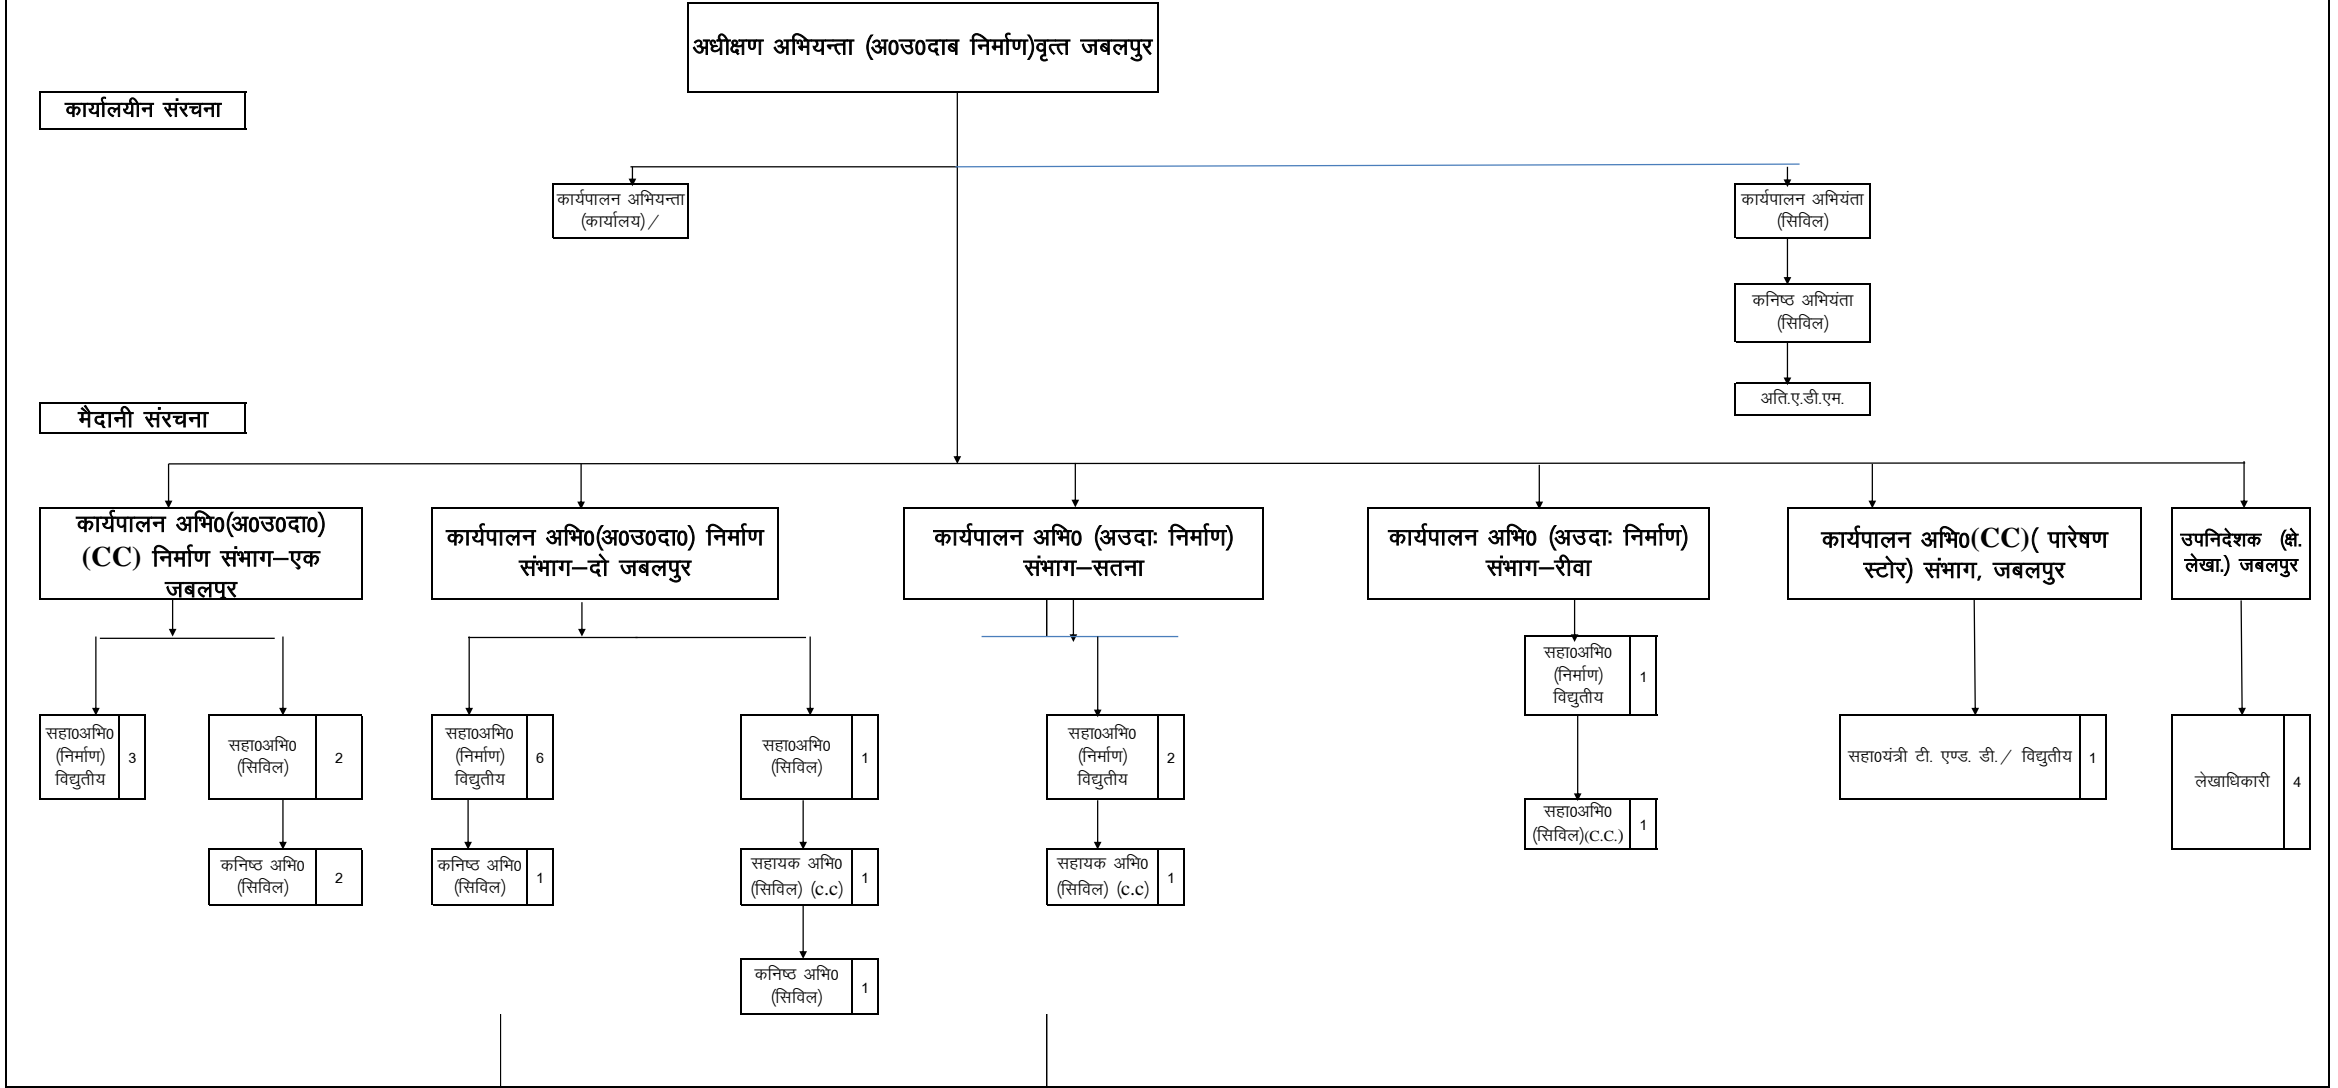 अधीक्षण अभियन्ता (अ0उ0दाब निर्माण)वृत्त जबलपुर
कार्यालयीन संरचना
कार्यपालन अभियन्ता
(कार्यालय) /
कार्यपालन अभियंता
(सिविल)
कनिष्ठ अभियंता
(सिविल)
अति.ए.डी.एम.
मैदानी संरचना
कार्यपालन अभि0(अ0उ0दा0)
(CC) निर्माण संभाग–एक
जबलपुर
कार्यपालन अभि0(अ0उ0दा0) निर्माण
संभाग–दो जबलपुर
कार्यपालन अभि0 (अउदाः निर्माण)
संभाग–सतना
कार्यपालन अभि0 (अउदाः निर्माण)
संभाग–रीवा
कार्यपालन अभि0(CC)( पारेषण
स्टोर) संभाग, जबलपुर
उपनिदेशक (क्षे.
लेखा.) जबलपुर
सहा0अभि0
(निर्माण)
विद्युतीय
1
सहा0अभि0
(निर्माण)
विद्युतीय
3
सहा0अभि0
(सिविल)
2
सहा0अभि0
(निर्माण)
विद्युतीय
6
सहा0अभि0
(सिविल)
1
सहा0अभि0
(निर्माण)
विद्युतीय
2
सहा0यंत्री टी. एण्ड. डी./ विद्युतीय
1
लेखाधिकारी
4
सहा0अभि0
(सिविल)(C.C.)
1
कनिष्ठ अभि0
(सिविल)
2
कनिष्ठ अभि0
(सिविल)
1
सहायक अभि0
(सिविल) (c.c)
1
सहायक अभि0
(सिविल) (c.c)
1
कनिष्ठ अभि0
(सिविल)
1